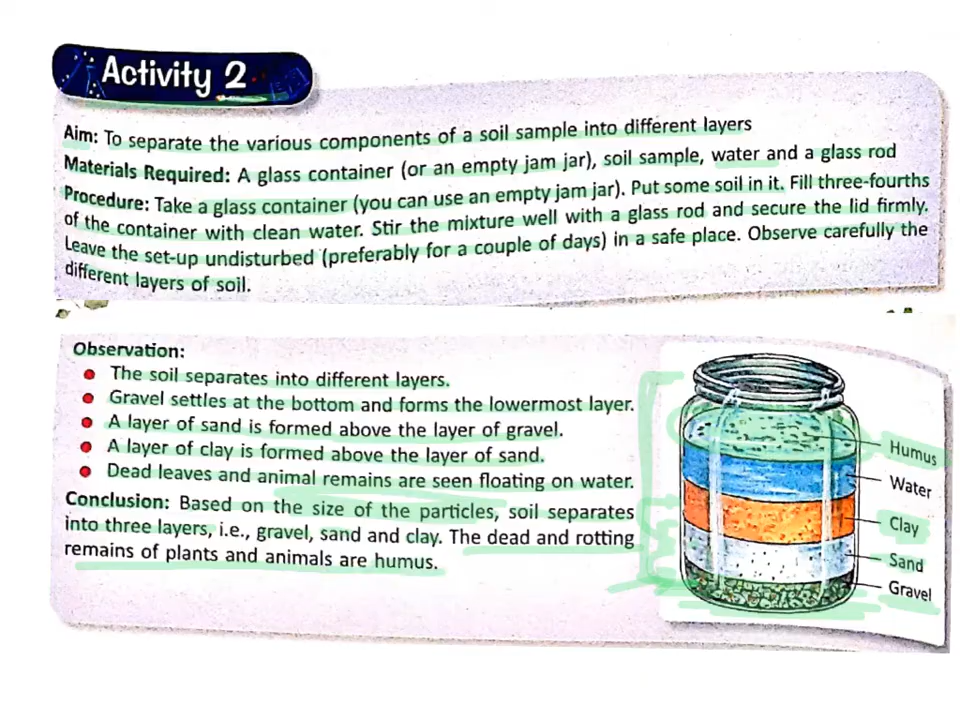 Activity 2
Aim: To separate the various components of a soil sample into different layers
Materials Required: A glass container (or an empty jam jar), soil sample, water and a glass rod
Procedure: Take a glass container (you can use an empty jam jar). Put some soil in it. Fill three-fourths
of the container with clean water. Stir the mixture well with a glass rod and secure the lid firmly.
Leave the set-up undisturbed (preferably for a couple of days) in a safe place. Observe carefully the
different layers of soil.
Observation:
• The soil separates into different layers.
• Gravel settles at the bottom and forms the lowermost layer.
• A layer of sand is formed above the layer of gravel.
• A layer of clay is formed above the layer of sand.
• Dead leaves and animal remains are seen floating on water.
Conclusion: Based on the size of the particles, soil separates
into three layers, i.e., gravel, sand and clay. The dead and rotting
remains of plants and animals are humus.
Humus
Water
Clay
Sand
Gravel